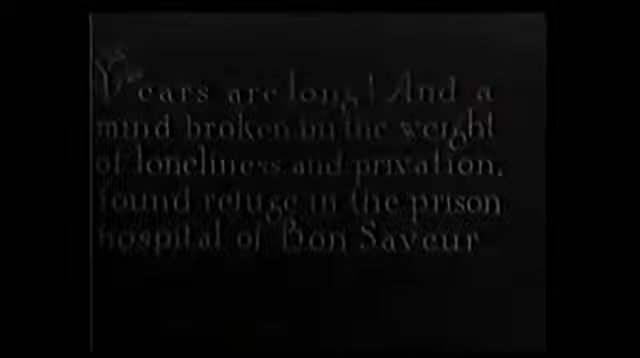 Years are long! And a
mind broken in the weight
of loneliness and privation,
found refuge in the prison
hospital of Bon Saveur